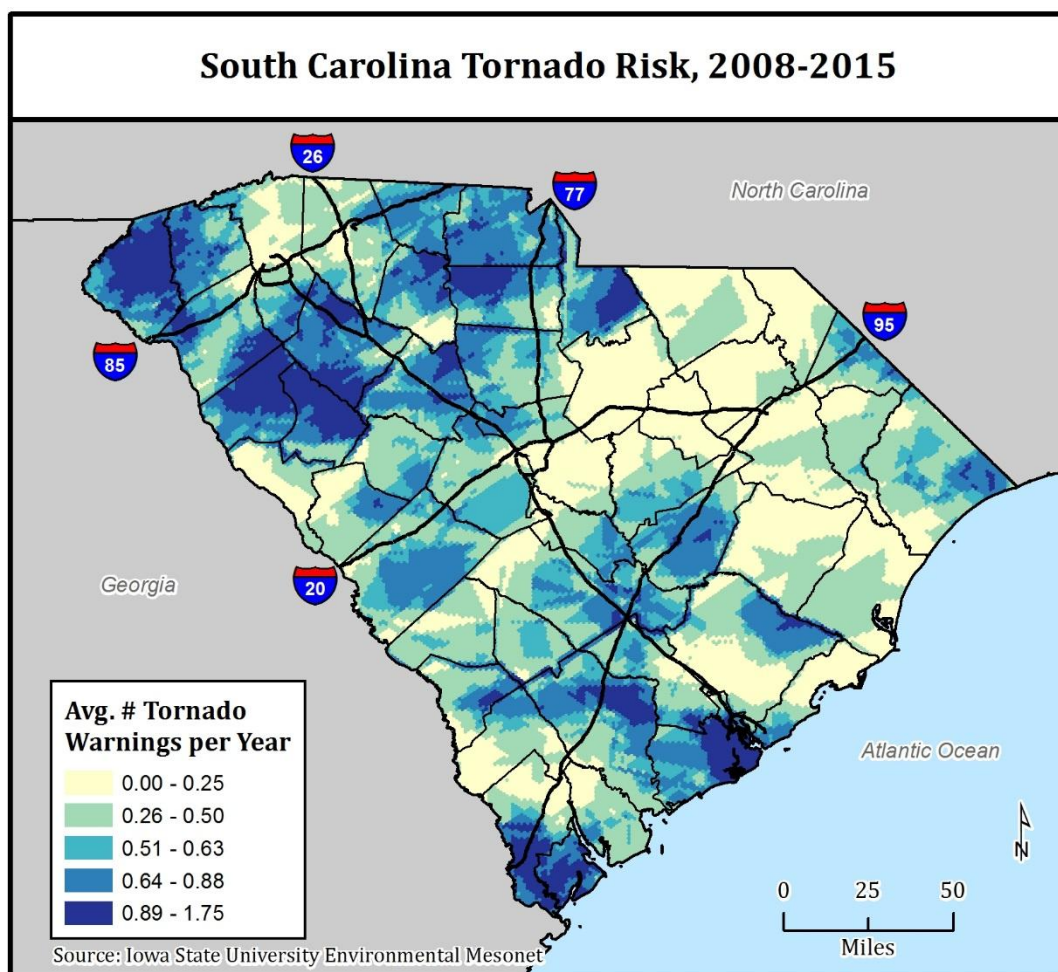 South Carolina Tornado Risk, 2008-2015
26
77
North Carolina
95
85
20
Georgia
Atlantic Ocean
Avg. # Tornado
Warnings per Year
0.00 - 0.25
0.26 - 0.50
0.51 - 0.63
0.64 - 0.88
0.89 - 1.75
N
0 25 50
Miles
Source: Iowa State University Environmental Mesonet